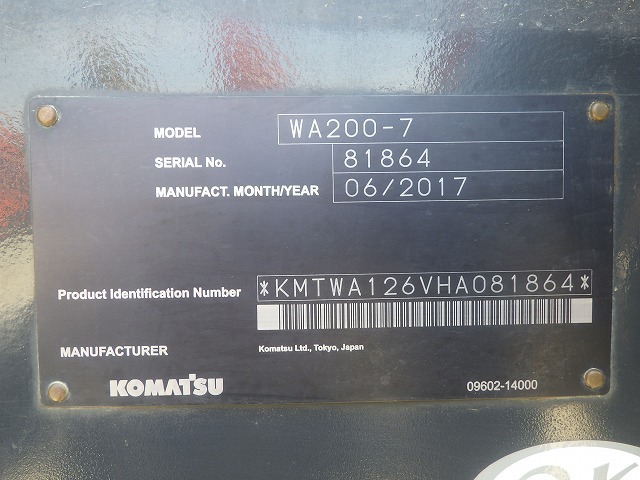 MODEL WA200-7
SERIAL No. 81864
MANUFACT. MONTH/YEAR 06/2017
Product Identification Number *KMTWA126VHA081864*
MANUFACTURER Komatsu Ltd., Tokyo, Japan
KOMATSU 09602-14000